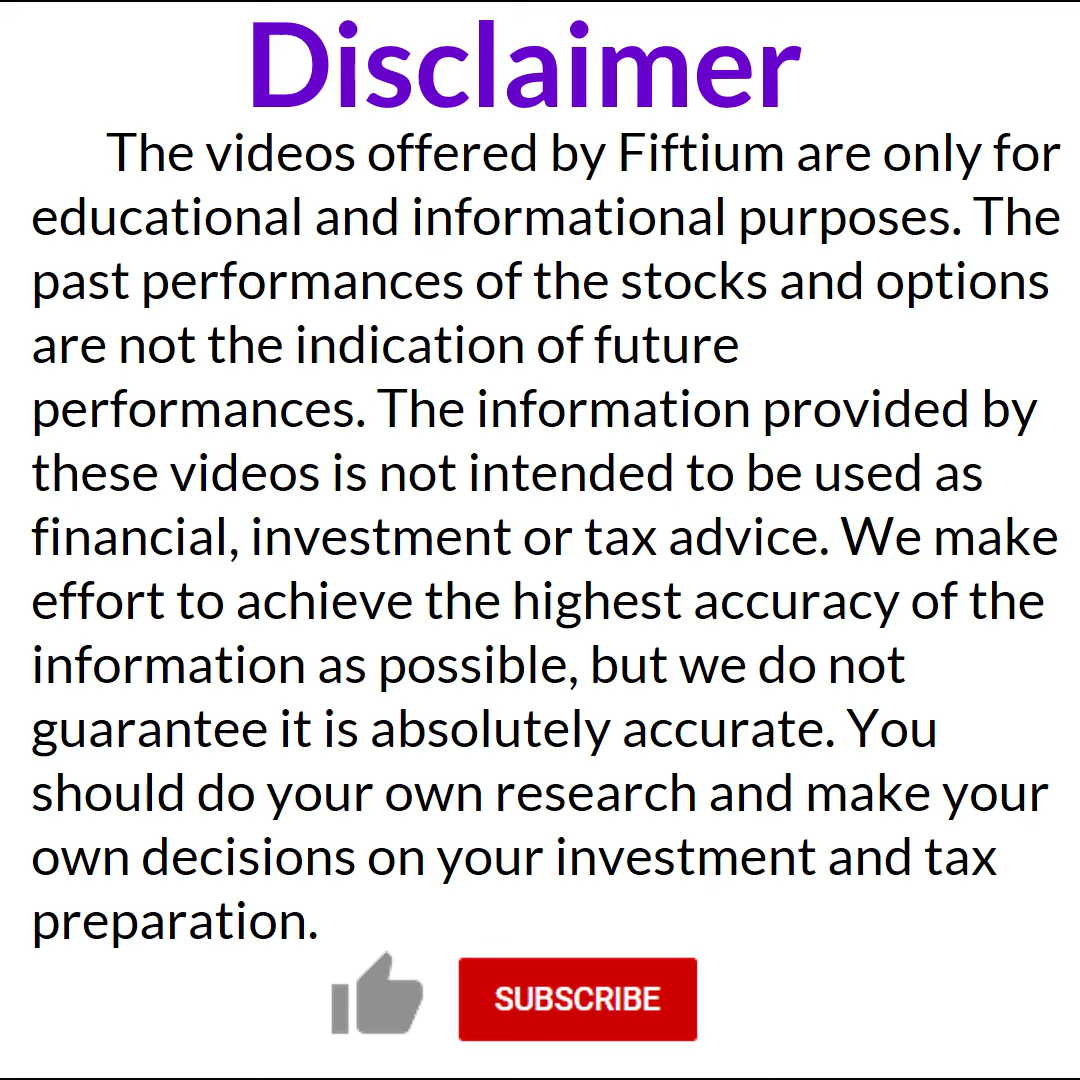 Disclaimer
The videos offered by Fiftium are only for
educational and informational purposes. The
past performances of the stocks and options
are not the indication of future
performances. The information provided by
these videos is not intended to be used as
financial, investment or tax advice. We make
effort to achieve the highest accuracy of the
information as possible, but we do not
guarantee it is absolutely accurate. You
should do your own research and make your
own decisions on your investment and tax
preparation.
SUBSCRIBE